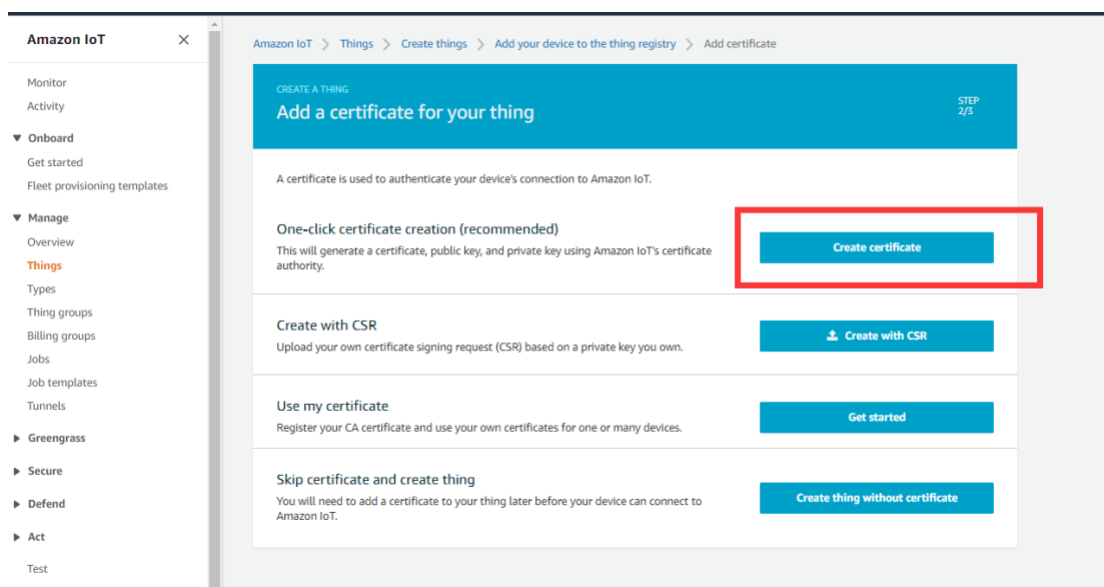 Amazon IoT
Monitor
Activity
Onboard
Get started
Fleet provisioning templates
Manage
Overview
Things
Types
Thing groups
Billing groups
Jobs
Job templates
Tunnels
Greengrass
Secure
Defend
Act
Test
Amazon IoT > Things > Create things > Add your device to the thing registry > Add certificate
CREATE A THING
Add a certificate for your thing
STEP
2/3
A certificate is used to authenticate your device's connection to Amazon IoT.
One-click certificate creation (recommended)
This will generate a certificate, public key, and private key using Amazon IoT's certificate
authority.
Create certificate
Create with CSR
Upload your own certificate signing request (CSR) based on a private key you own.
Create with CSR
Use my certificate
Register your CA certificate and use your own certificates for one or many devices.
Get started
Skip certificate and create thing
You will need to add a certificate to your thing later before your device can connect to
Amazon IoT.
Create thing without certificate